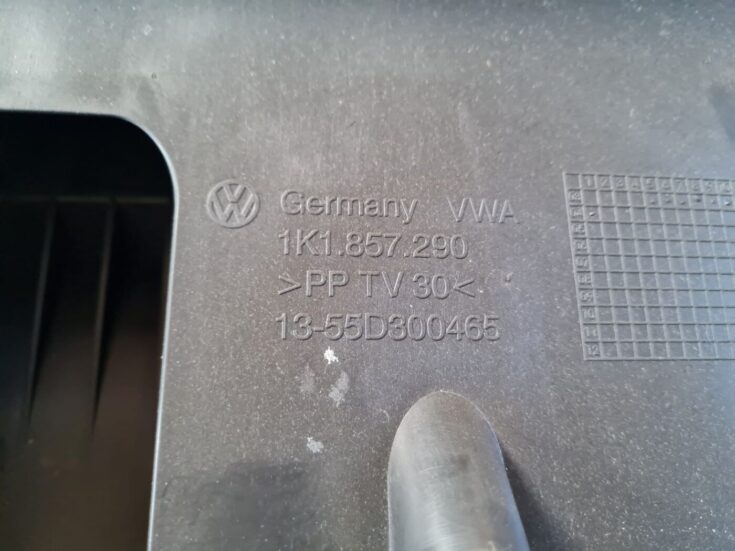 Germany VWA
1K1.857.290
>PP TV 30<
13-55D300465